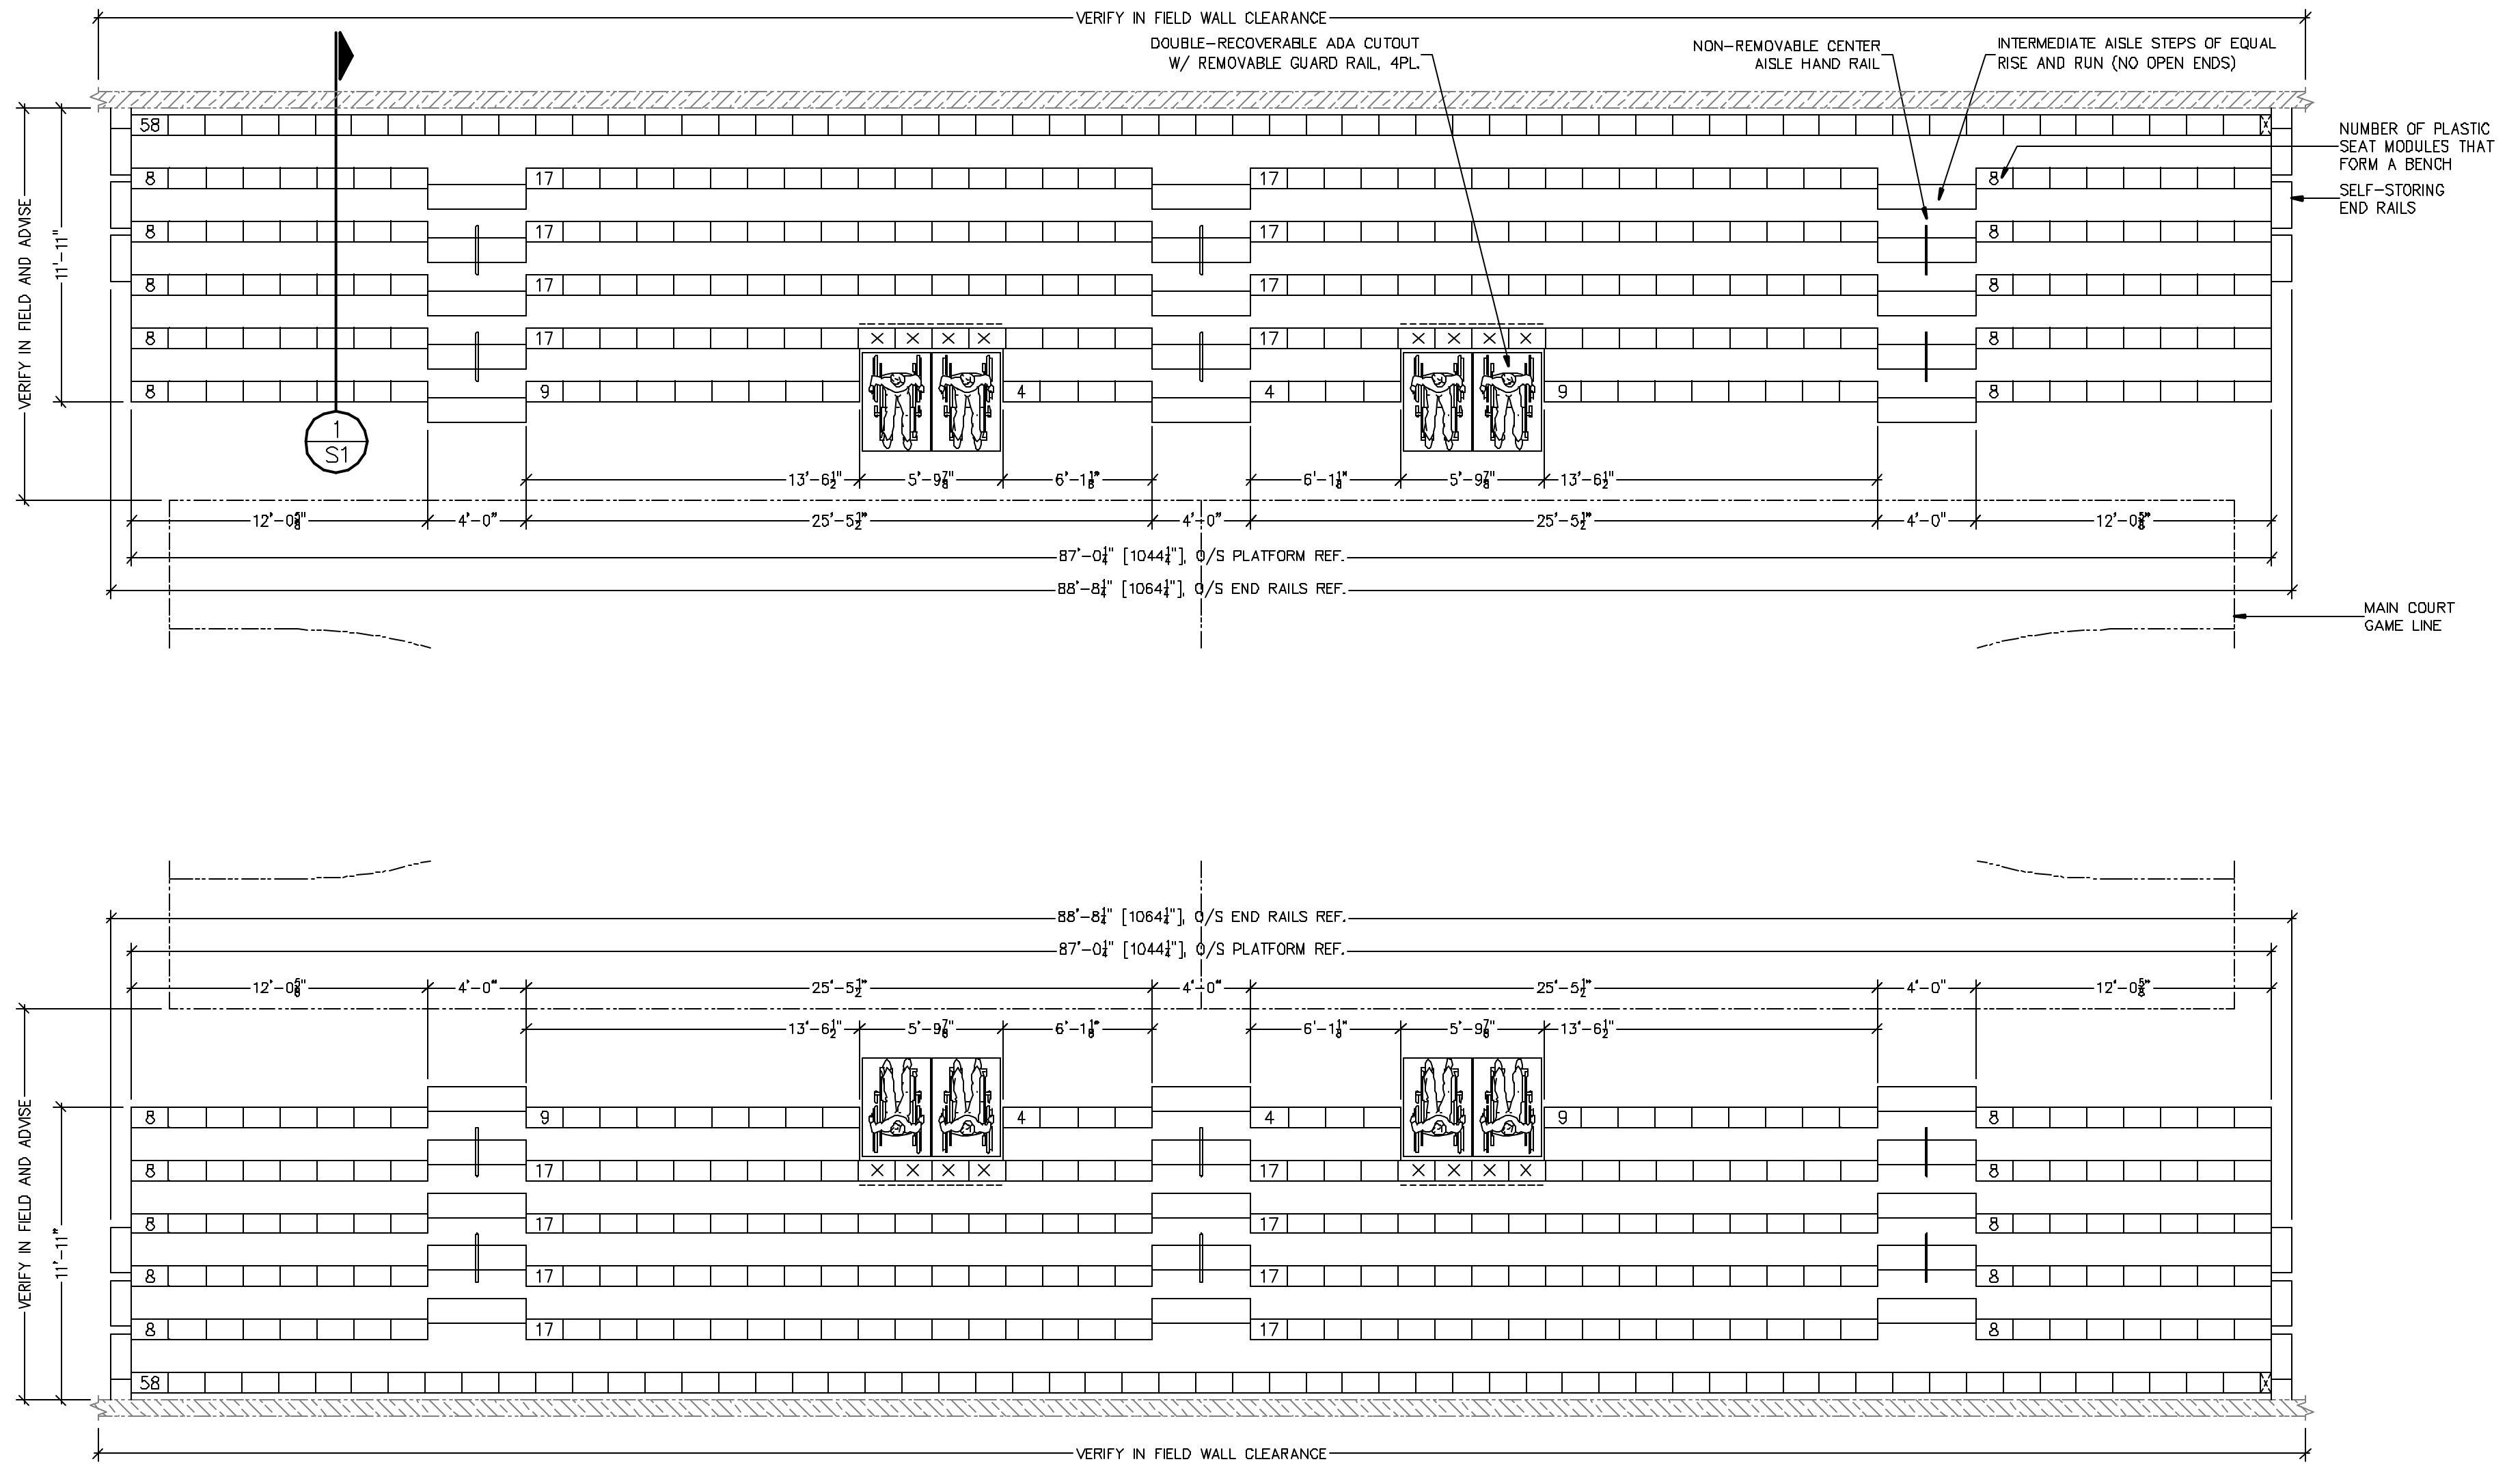 VERIFY IN FIELD WALL CLEARANCE
DOUBLE-RECOVERABLE ADA CUTOUT
W/ REMOVABLE GUARD RAIL, 4PL.
NON-REMOVABLE CENTER
AISLE HAND RAIL
INTERMEDIATE AISLE STEPS OF EQUAL
RISE AND RUN (NO OPEN ENDS)
NUMBER OF PLASTIC
SEAT MODULES THAT
FORM A BENCH
SELF-STORING
END RAILS
VERIFY IN FIELD AND ADVISE
11'-11"
58
8 17 17 8
8 17 17 8
8 17 17 8
8 17 17 8
8 9 4 4 9 8
1
S1
13'-6½" 5'-9⅞" 6'-1⅛" 6'-1⅛" 5'-9⅞" 13'-6½"
12'-0⅝" 4'-0" 25'-5½" 4'-0" 25'-5½" 4'-0" 12'-0⅝"
87'-0¼" [1044¼"], O/S PLATFORM REF.
88'-8¼" [1064¼"], O/S END RAILS REF.
MAIN COURT
GAME LINE
88'-8¼" [1064¼"], O/S END RAILS REF.
87'-0¼" [1044¼"], O/S PLATFORM REF.
12'-0⅝" 4'-0" 25'-5½" 4'-0" 25'-5½" 4'-0" 12'-0⅝"
13'-6½" 5'-9⅞" 6'-1⅛" 6'-1⅛" 5'-9⅞" 13'-6½"
VERIFY IN FIELD AND ADVISE
11'-11"
8 9 4 4 9 8
8 17 17 8
8 17 17 8
8 17 17 8
8 17 17 8
58
VERIFY IN FIELD WALL CLEARANCE